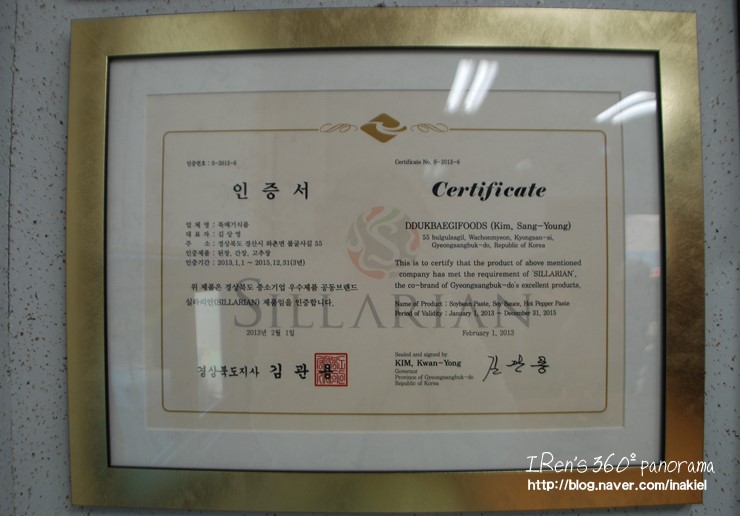 인증번호 : S-2013-6
인증서
업 체 명 : 뚝배기식품
대 표 자 : 김 상 영
주 소 : 경상북도 경산시 와촌면 불굴사길 55
인증제품 : 된장, 간장, 고추장
인증기간 : 2013.1.1 ~ 2015.12.31(3년)
위 제품은 경상북도 중소기업 우수제품 공동브랜드
실라리안(SILLARIAN) 제품임을 인증합니다.
2013년 2월 1일
경상북도지사 김 관 용
Certificate No. S-2013-6
Certificate
DDUKBAEGIFOODS (Kim, Sang-Young)
55 bulgulsagil, Wachonmyeon, Kyongsan-si,
Gyeongsangbuk-do, Republic of Korea
This is to certify that the product of above mentioned
company has met the requirement of 'SILLARIAN',
the co-brand of Gyeongsangbuk-do's excellent products.
Name of Product : Soybean Paste, Soy Sauce, Hot Pepper Paste
Period of Validity : January 1, 2013 ~ December 31, 2015
February 1, 2013
Sealed and signed by
KIM, Kwan-Yong
Governor
Province of Gyeongsangbuk-do
Republic of Korea
김관용
SILLARIAN
IRen's 360° panorama
http://blog.naver.com/inakiel